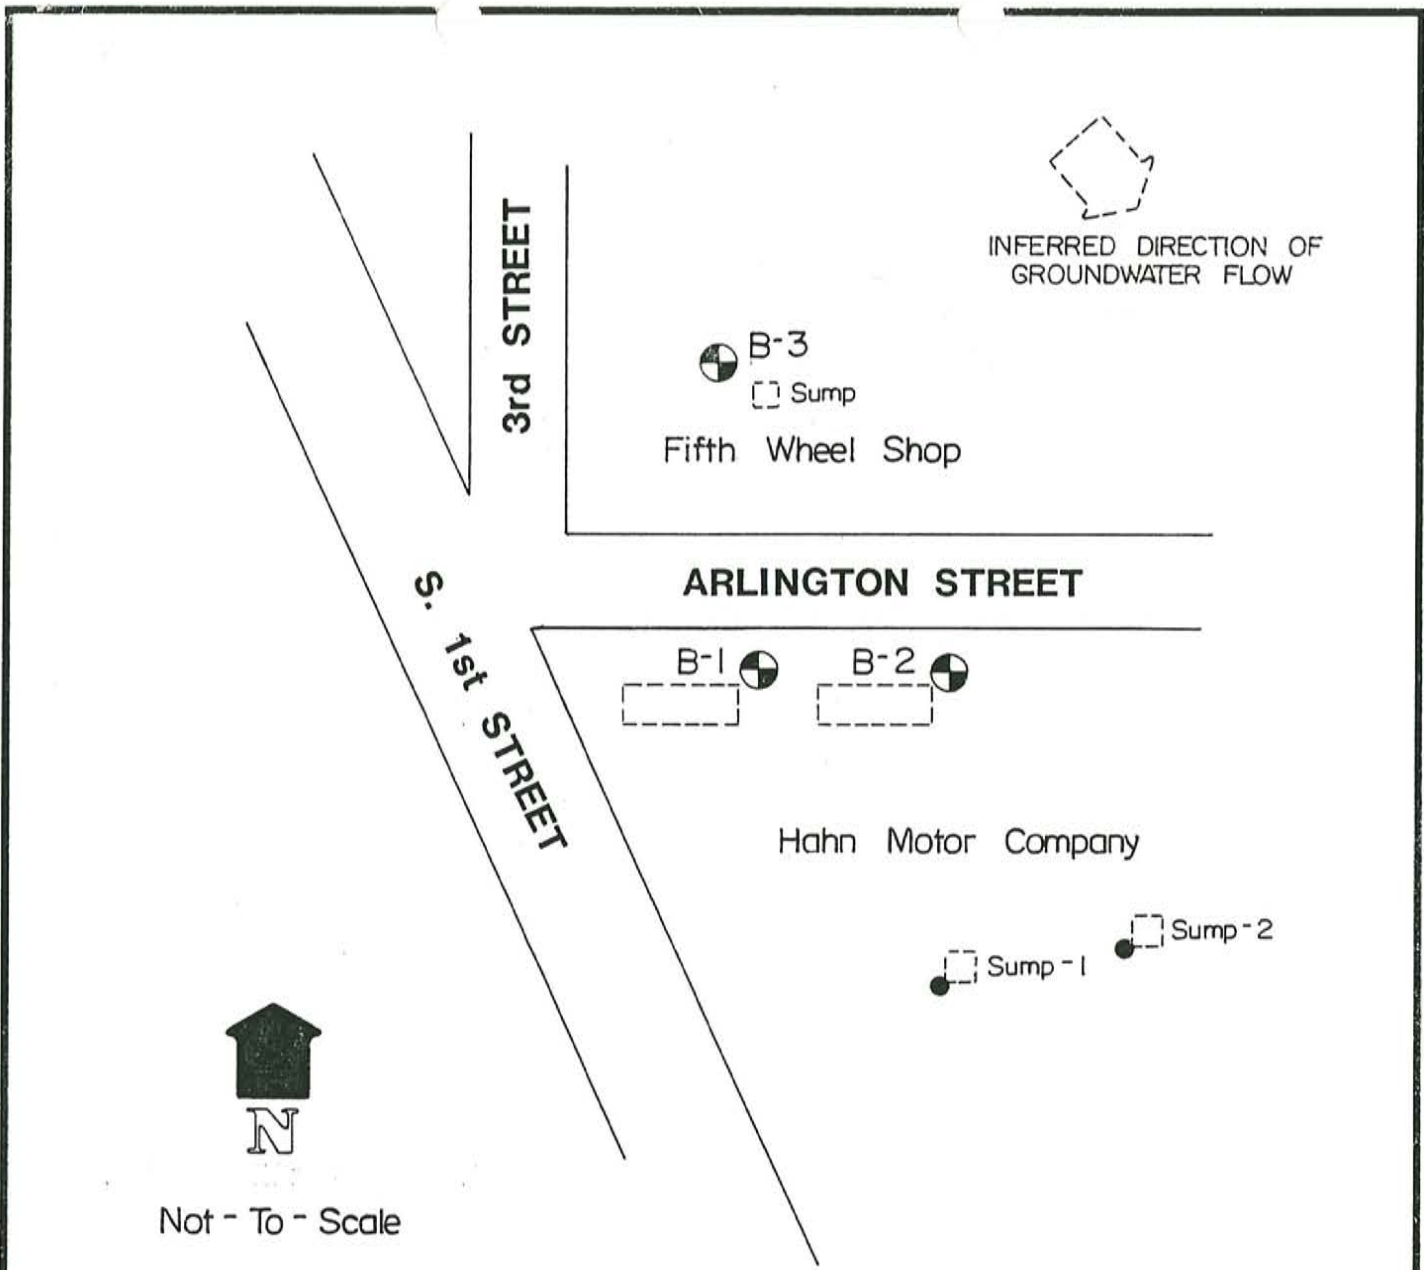 INFERRED DIRECTION OF
GROUNDWATER FLOW
3rd STREET
B-3
Sump
Fifth Wheel Shop
ARLINGTON STREET
S. 1st STREET
B-1
B-2
Hahn Motor Company
Sump-2
Sump-1
N
Not-To-Scale